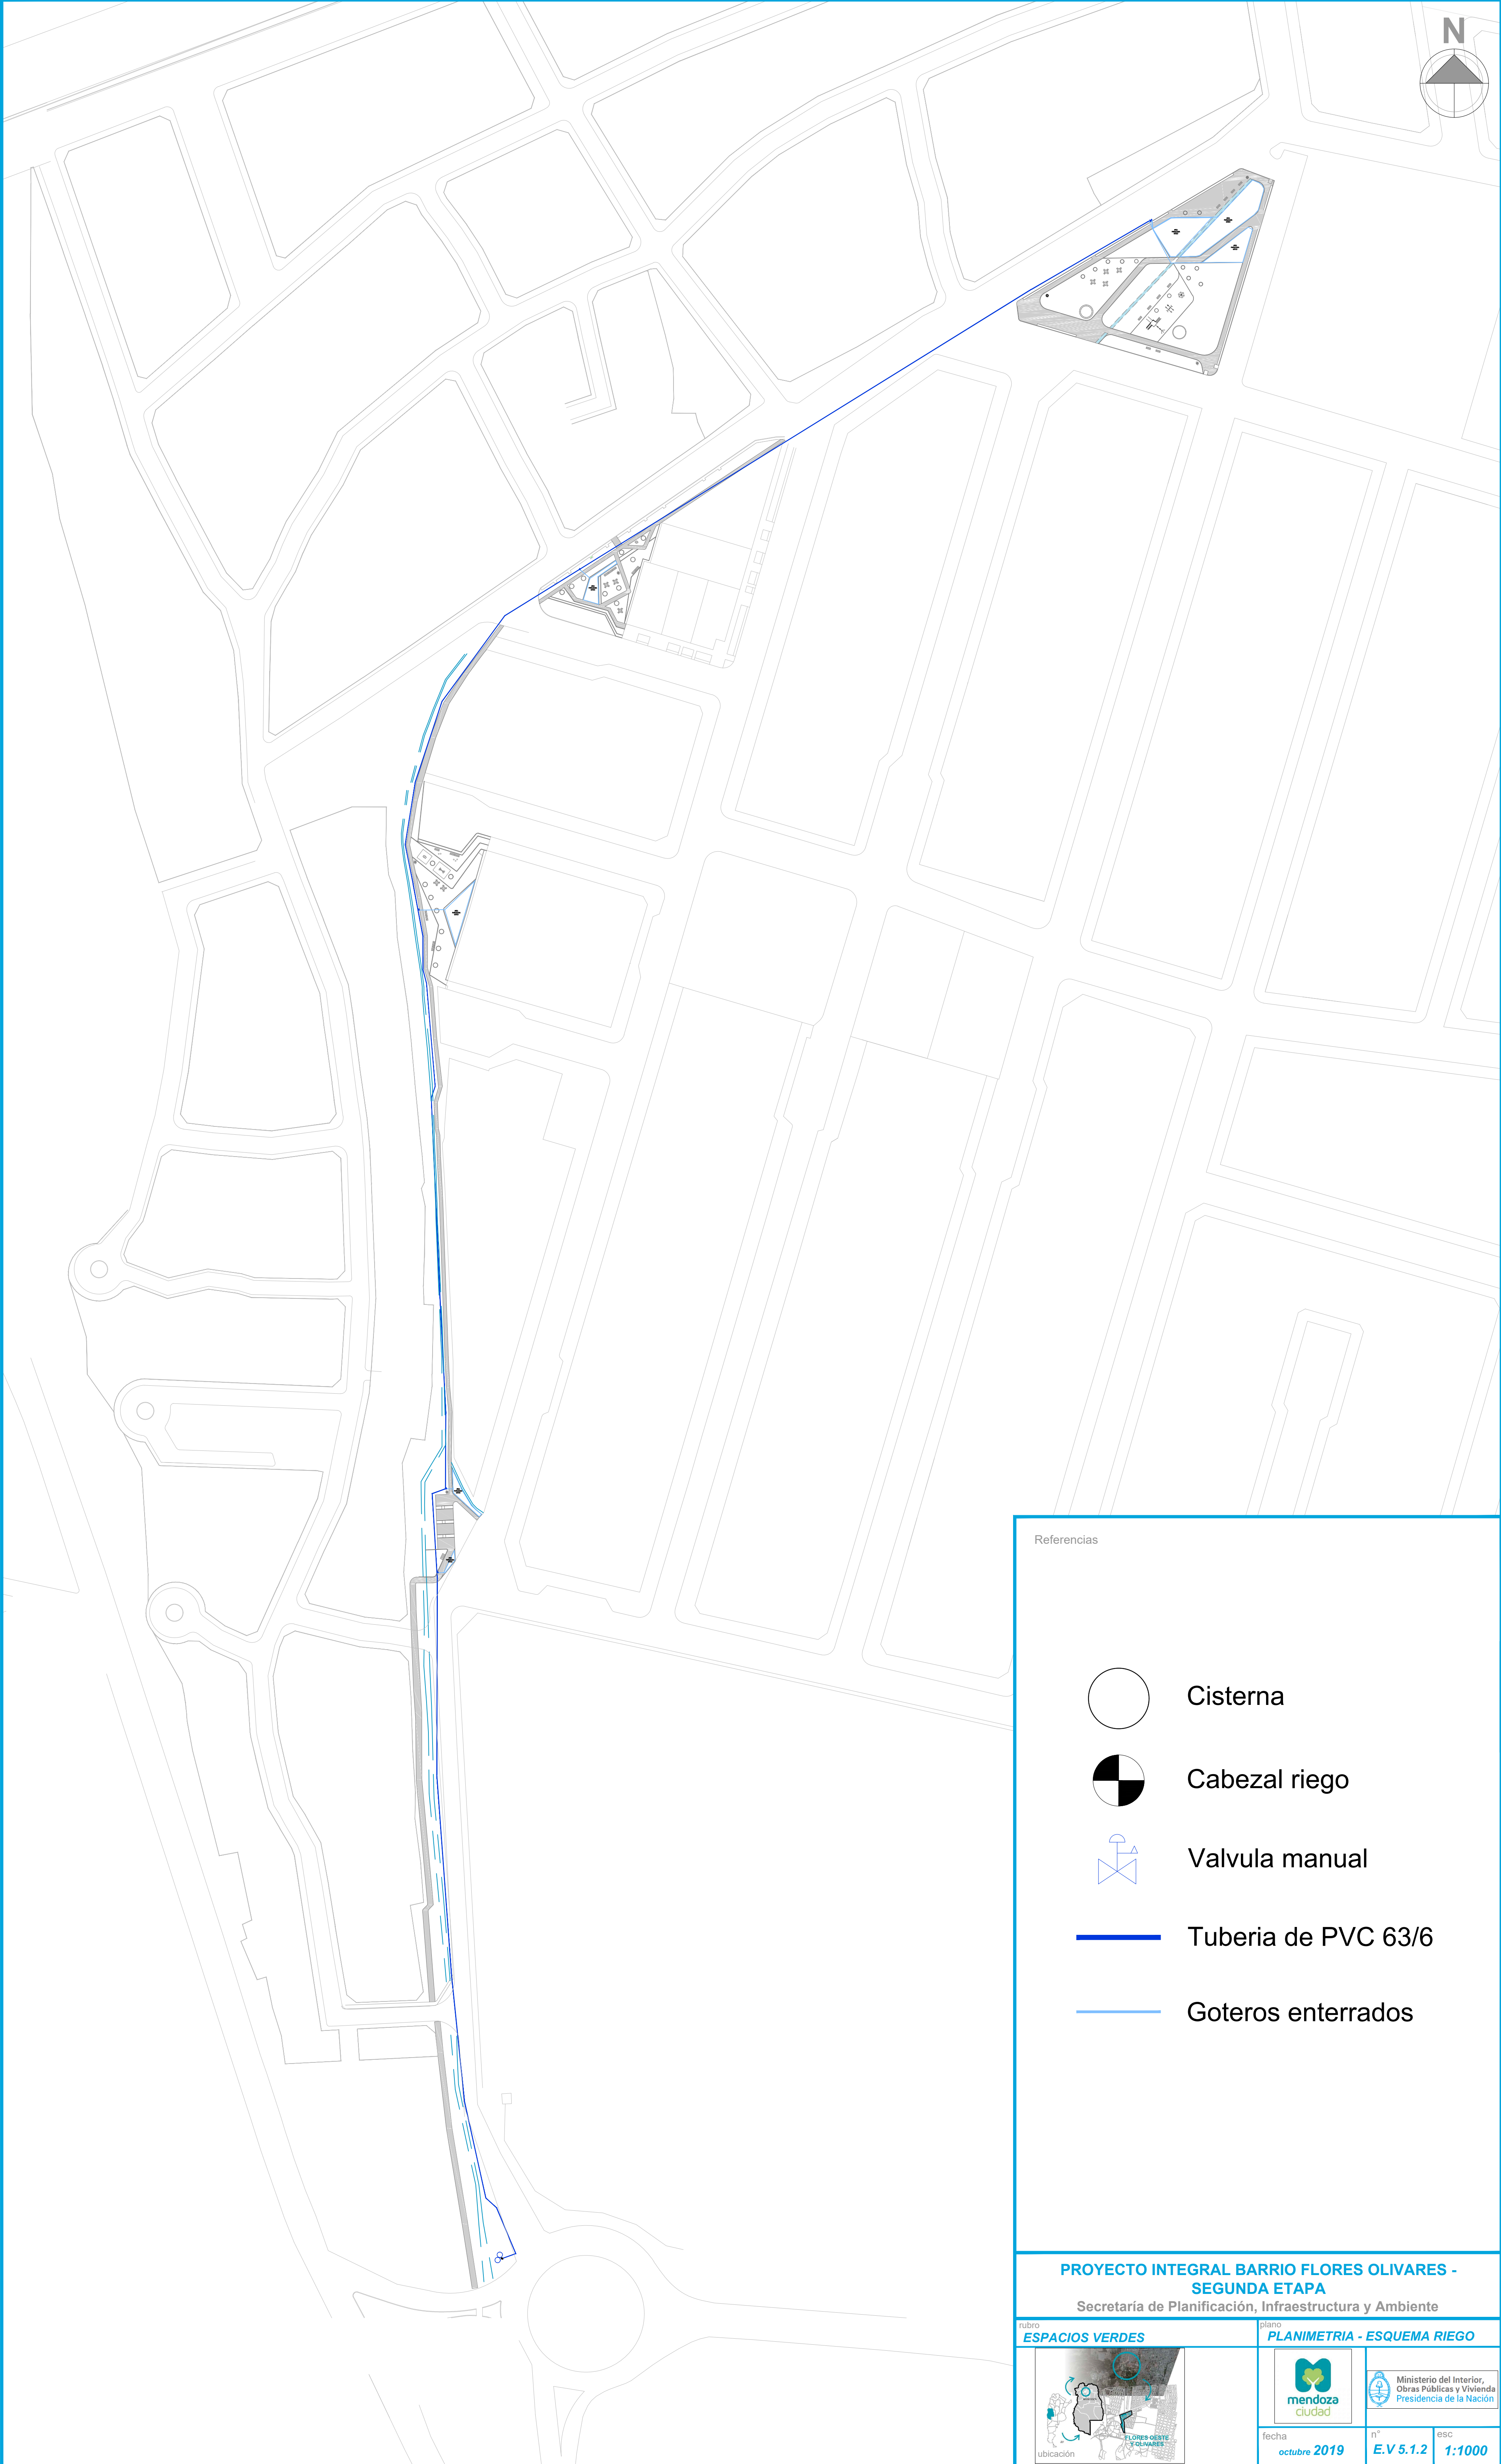 N
Referencias
Cisterna
Cabezal riego
Valvula manual
Tuberia de PVC 63/6
Goteros enterrados
PROYECTO INTEGRAL BARRIO FLORES OLIVARES -
SEGUNDA ETAPA
Secretaría de Planificación, Infraestructura y Ambiente
rubro
ESPACIOS VERDES
plano
PLANIMETRIA - ESQUEMA RIEGO
FLORES OESTE
Y OLIVARES
ubicación
mendoza
ciudad
Ministerio del Interior,
Obras Públicas y Vivienda
Presidencia de la Nación
fecha
octubre 2019
n°
E.V 5.1.2
esc
1:1000